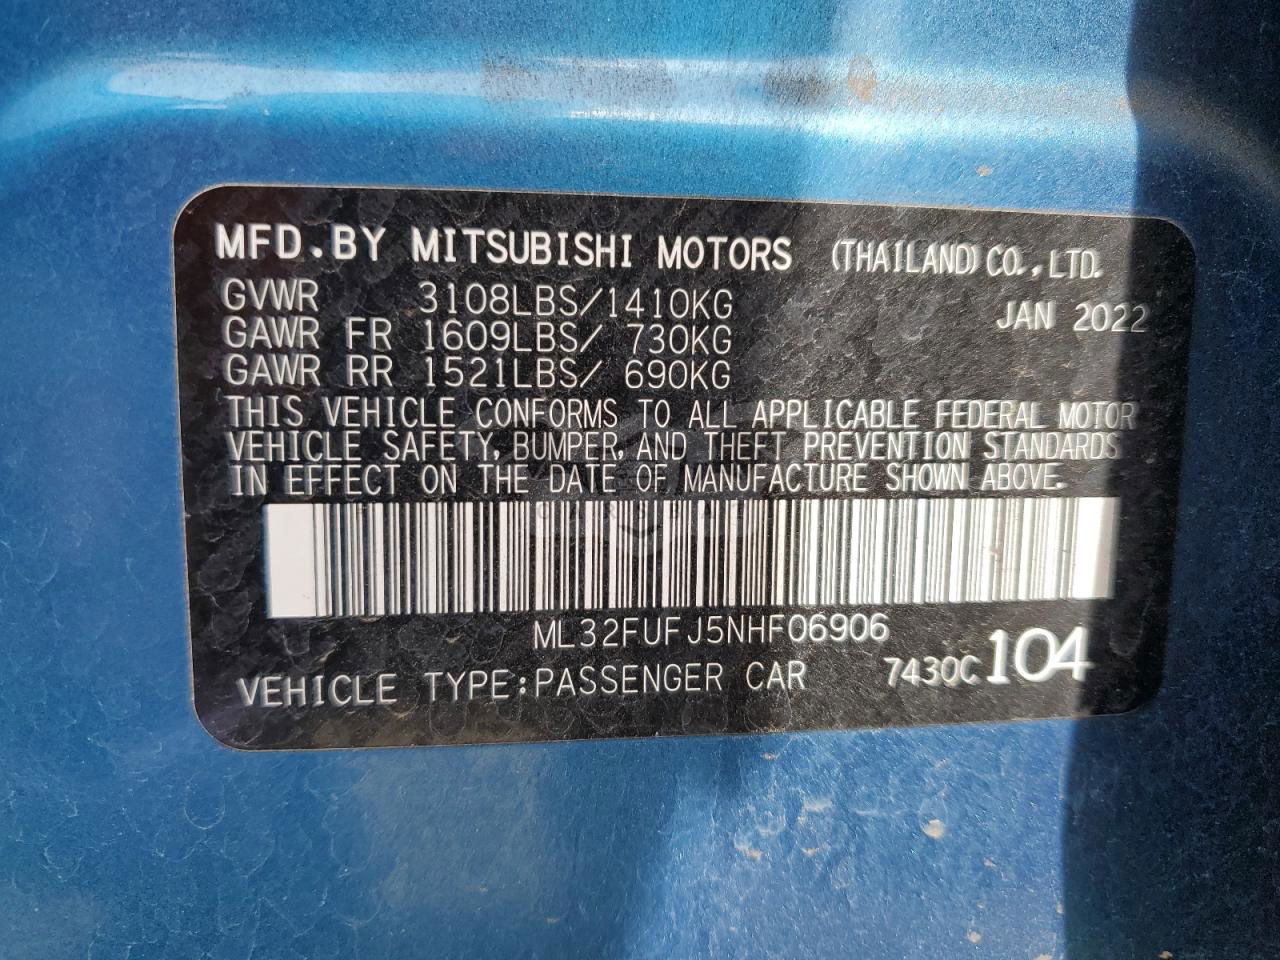 MFD.BY MITSUBISHI MOTORS (THAILAND) CO., LTD.
GVWR 3108LBS/1410KG JAN 2022
GAWR FR 1609LBS/ 730KG
GAWR RR 1521LBS/ 690KG
THIS VEHICLE CONFORMS TO ALL APPLICABLE FEDERAL MOTOR
VEHICLE SAFETY, BUMPER, AND THEFT PREVENTION STANDARDS
IN EFFECT ON THE DATE OF MANUFACTURE SHOWN ABOVE.
ML32FUFJ5NHF06906
VEHICLE TYPE:PASSENGER CAR 7430C104